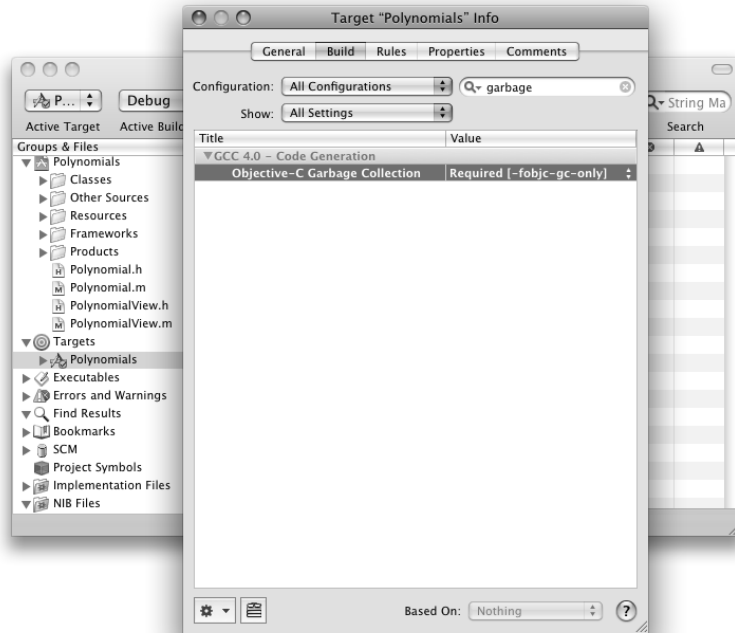 Target “Polynomials” Info
General Build Rules Properties Comments
Configuration: All Configurations garbage
Show: All Settings
Title Value
GCC 4.0 – Code Generation
Objective-C Garbage Collection Required [-fobjc-gc-only]
Based On: Nothing ?
P... Debug
Active Target Active Build
Groups & Files
Polynomials
Classes
Other Sources
Resources
Frameworks
Products
Polynomial.h
Polynomial.m
PolynomialView.h
PolynomialView.m
Targets
Polynomials
Executables
Errors and Warnings
Find Results
Bookmarks
SCM
Project Symbols
Implementation Files
NIB Files
String Ma
Search